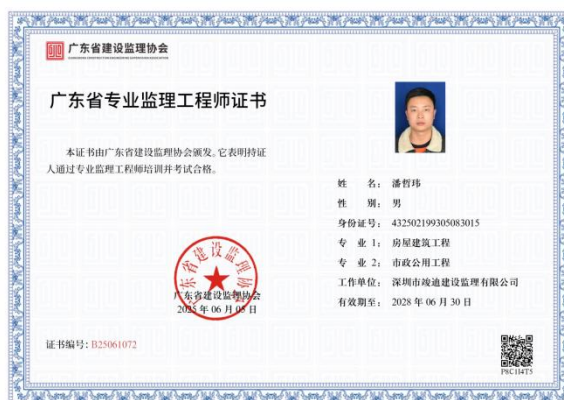 广东省建设监理协会
广东省专业监理工程师证书
本证书由广东省建设监理协会颁发。它表明持证
人通过专业监理工程师培训并考试合格。
姓 名: 潘哲玮
性 别: 男
身份证号: 432502199305083015
专 业 1: 房屋建筑工程
专 业 2: 市政公用工程
工作单位: 深圳市竣迪建设监理有限公司
有效期至: 2028 年 06 月 30 日
广东省建设监理协会
广东省建设监理协会
2025 年 06 月 05 日
证书编号: B25061072
P8C1I4T5